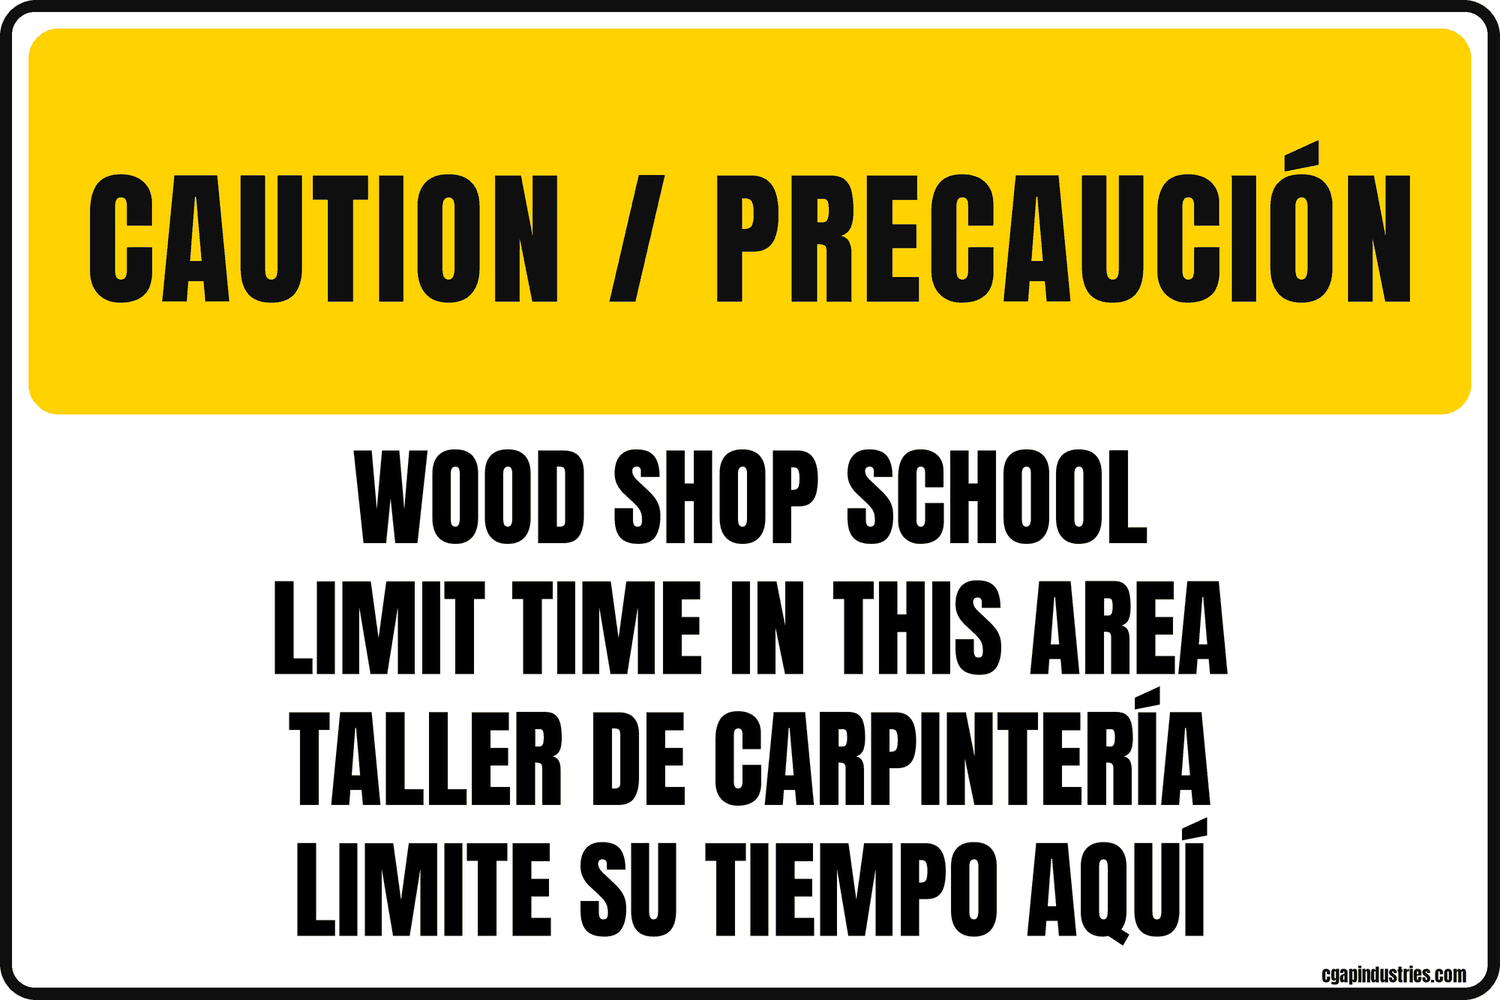 CAUTION / PRECAUCIÓN
WOOD SHOP SCHOOL
LIMIT TIME IN THIS AREA
TALLER DE CARPINTERÍA
LIMITE SU TIEMPO AQUÍ
cgapindustries.com